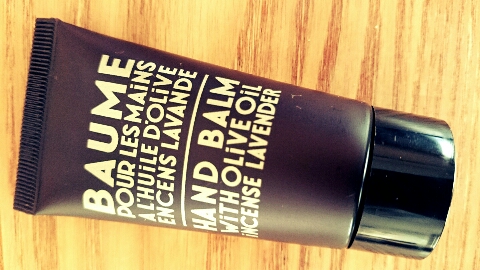 BAUME
POUR LES MAINS
A L'HUILE D'OLIVE
ENCENS LAVANDE
HAND BALM
WITH OLIVE OIL
INCENSE LAVENDER